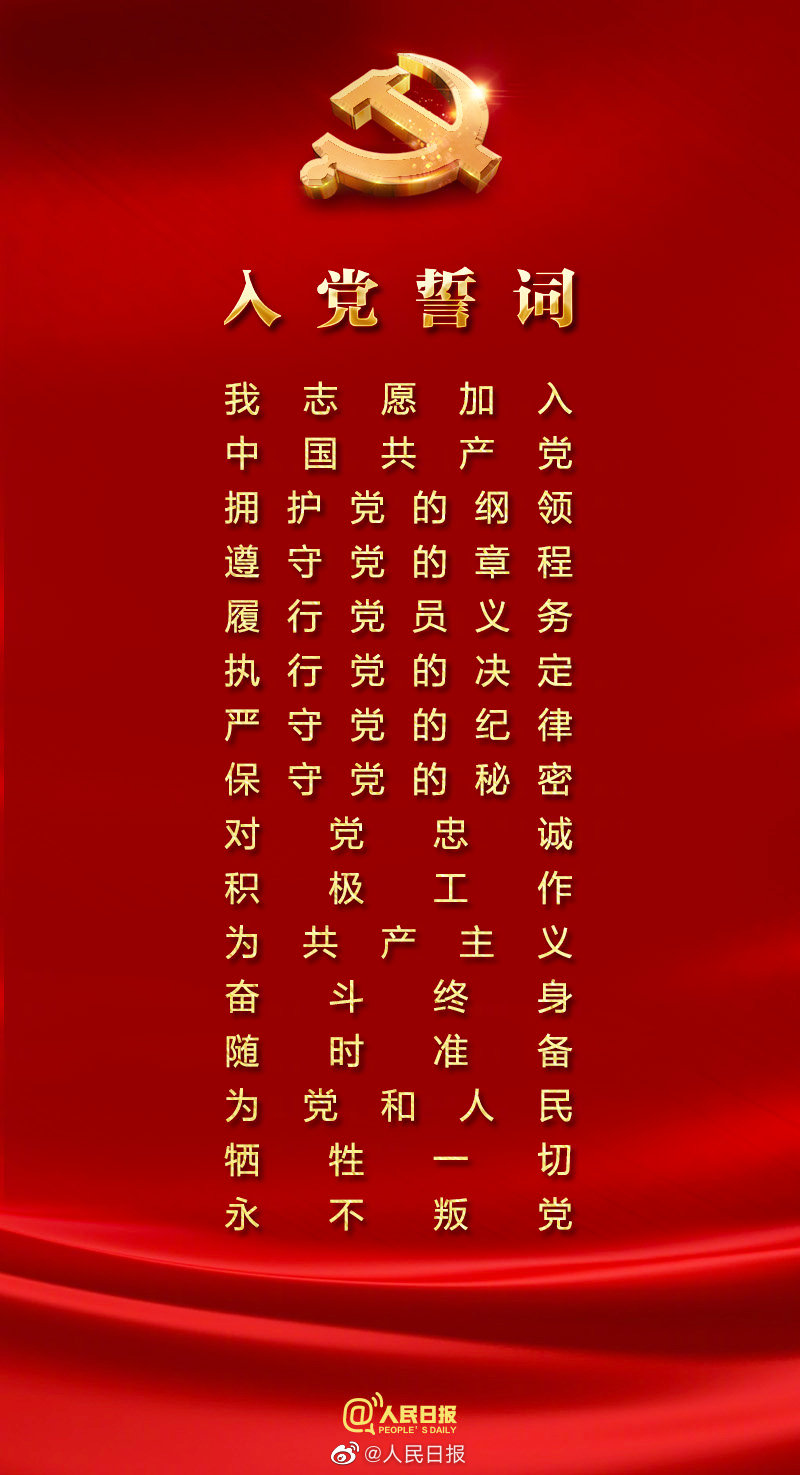 入党誓词
我志愿加入
中国共产党
拥护党的纲领
遵守党的章程
履行党员义务
执行党的决定
严守党的纪律
保守党的秘密
对党忠诚
积极工作
为共产主义
奋斗终身
随时准备
为党和人民
牺牲一切
永不叛党
@人民日报
PEOPLE'S DAILY
@人民日报